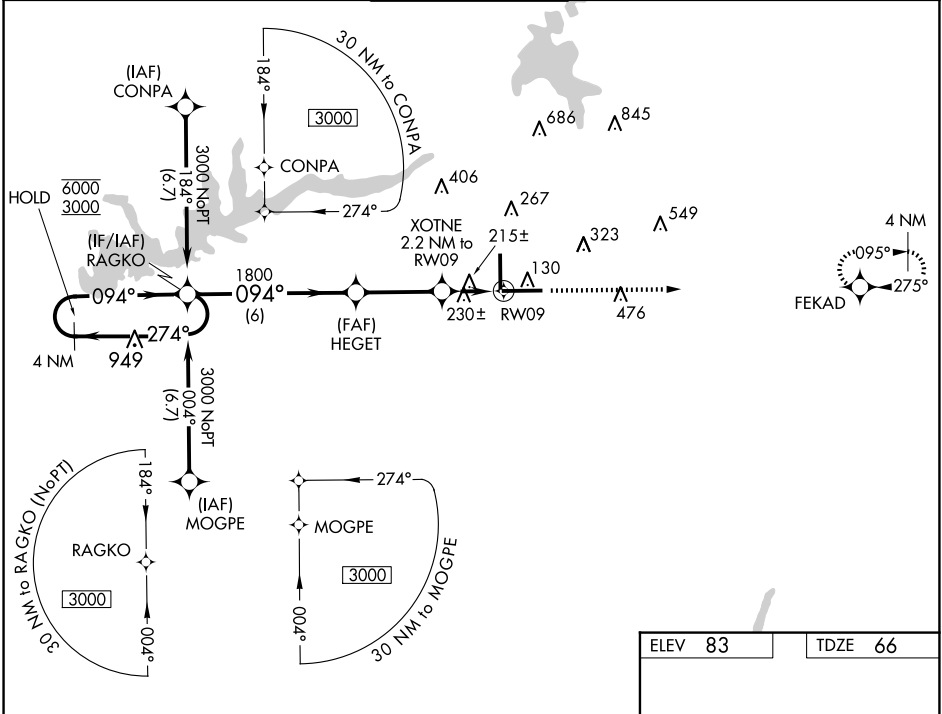 30 NM to CONPA
184°
3000
CONPA
274°
(IAF)
CONPA
3000 NoPT
184°
(6.7)
HOLD
6000
3000
(IF/IAF)
RAGKO
094°
274°
4 NM
949
1800
094°
(6)
(FAF)
HEGET
XOTNE
2.2 NM to
RW09
406
686
845
267
215±
323
549
130
230±
RW09
476
4 NM
095°
275°
FEKAD
3000 NoPT
004°
(6.7)
(IAF)
MOGPE
30 NM to RAGKO (NoPT)
184°
RAGKO
3000
004°
274°
MOGPE
3000
004°
30 NM to MOGPE
ELEV 83
TDZE 66